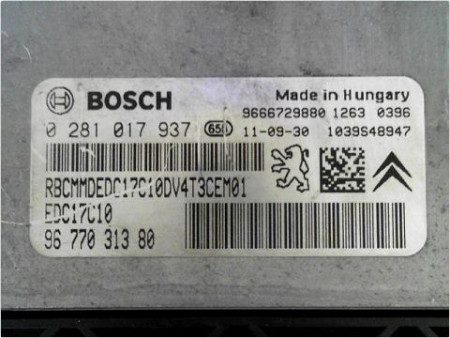 BOSCH
Made in Hungary
9666729880 1263 0396
0 281 017 937 65 11-09-30 1039S48947
RBCMMDEDC17C10DV4T3CEM01
EDC17C10
96 770 313 80